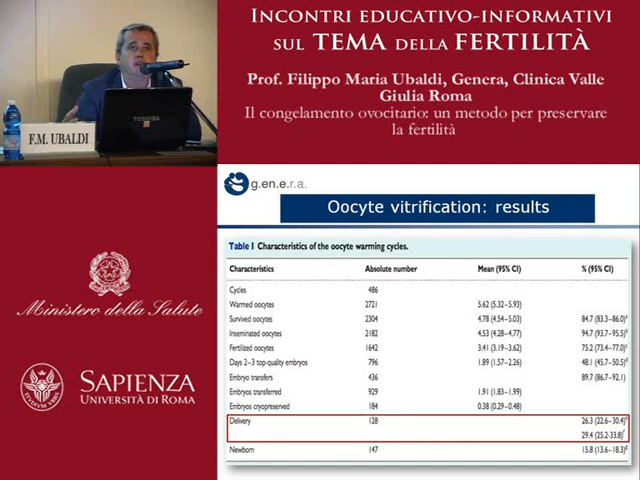 INCONTRI EDUCATIVO-INFORMATIVI
SUL TEMA DELLA FERTILITÀ
Prof. Filippo Maria Ubaldi, Genera, Clinica Valle
Giulia Roma
Il congelamento ovocitario: un metodo per preservare
la fertilità
TOSHIBA
F.M. UBALDI
g.en.e.r.a.
Oocyte vitrification: results
Table I Characteristics of the oocyte warming cycles.
Characteristics Absolute number Mean (95% CI) % (95% CI)
Cycles 486
Warmed oocytes 2721 5.62 (5.32–5.93)
Survived oocytes 2304 4.78 (4.54–5.03) 84.7 (83.3–86.0)a
Inseminated oocytes 2182 4.53 (4.28–4.77) 94.7 (93.7–95.5)b
Fertilized oocytes 1642 3.41 (3.19–3.62) 75.2 (73.4–77.0)c
Days 2–3 top-quality embryos 796 1.89 (1.57–2.26) 48.1 (45.7–50.5)d
Embryo transfers 436 89.7 (86.7–92.1)
Embryos transferred 929 1.91 (1.83–1.99)
Embryos cryopreserved 184 0.38 (0.29–0.48)
Delivery 128 26.3 (22.6–30.4)e
29.4 (25.2–33.8)f
Newborn 147 15.8 (13.6–18.3)g
Ministero della Salute
SAPIENZA
UNIVERSITÀ DI ROMA
STVDIVM VRBIS